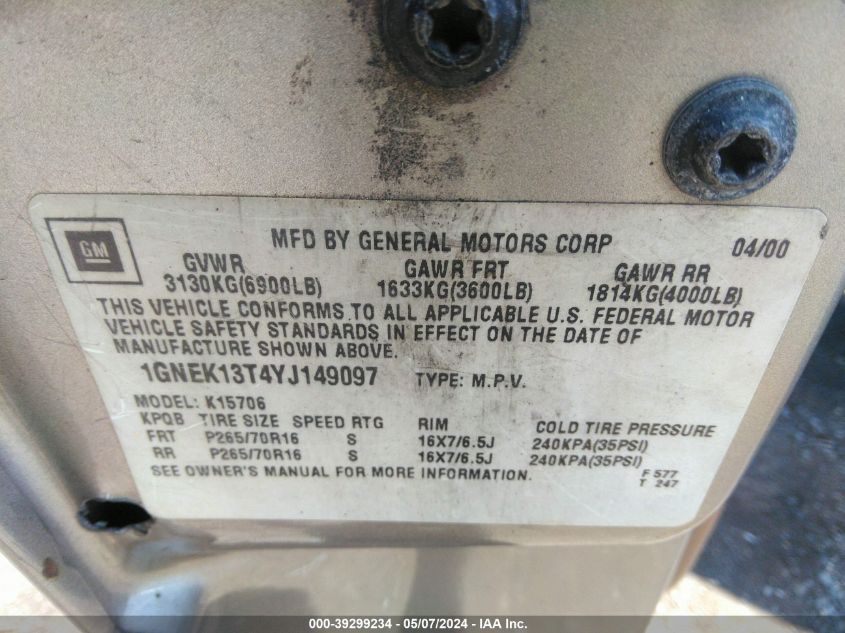 GM
MFD BY GENERAL MOTORS CORP 04/00
GVWR GAWR FRT GAWR RR
3130KG(6900LB) 1633KG(3600LB) 1814KG(4000LB)
THIS VEHICLE CONFORMS TO ALL APPLICABLE U.S. FEDERAL MOTOR
VEHICLE SAFETY STANDARDS IN EFFECT ON THE DATE OF
MANUFACTURE SHOWN ABOVE.
1GNEK13T4YJ149097 TYPE: M.P.V.
MODEL: K15706
KPQB TIRE SIZE SPEED RTG RIM COLD TIRE PRESSURE
FRT P265/70R16 S 16X7/6.5J 240KPA(35PSI)
RR P265/70R16 S 16X7/6.5J 240KPA(35PSI)
SEE OWNER'S MANUAL FOR MORE INFORMATION.
F 577
T 247
000-39299234 - 05/07/2024 - IAA Inc.